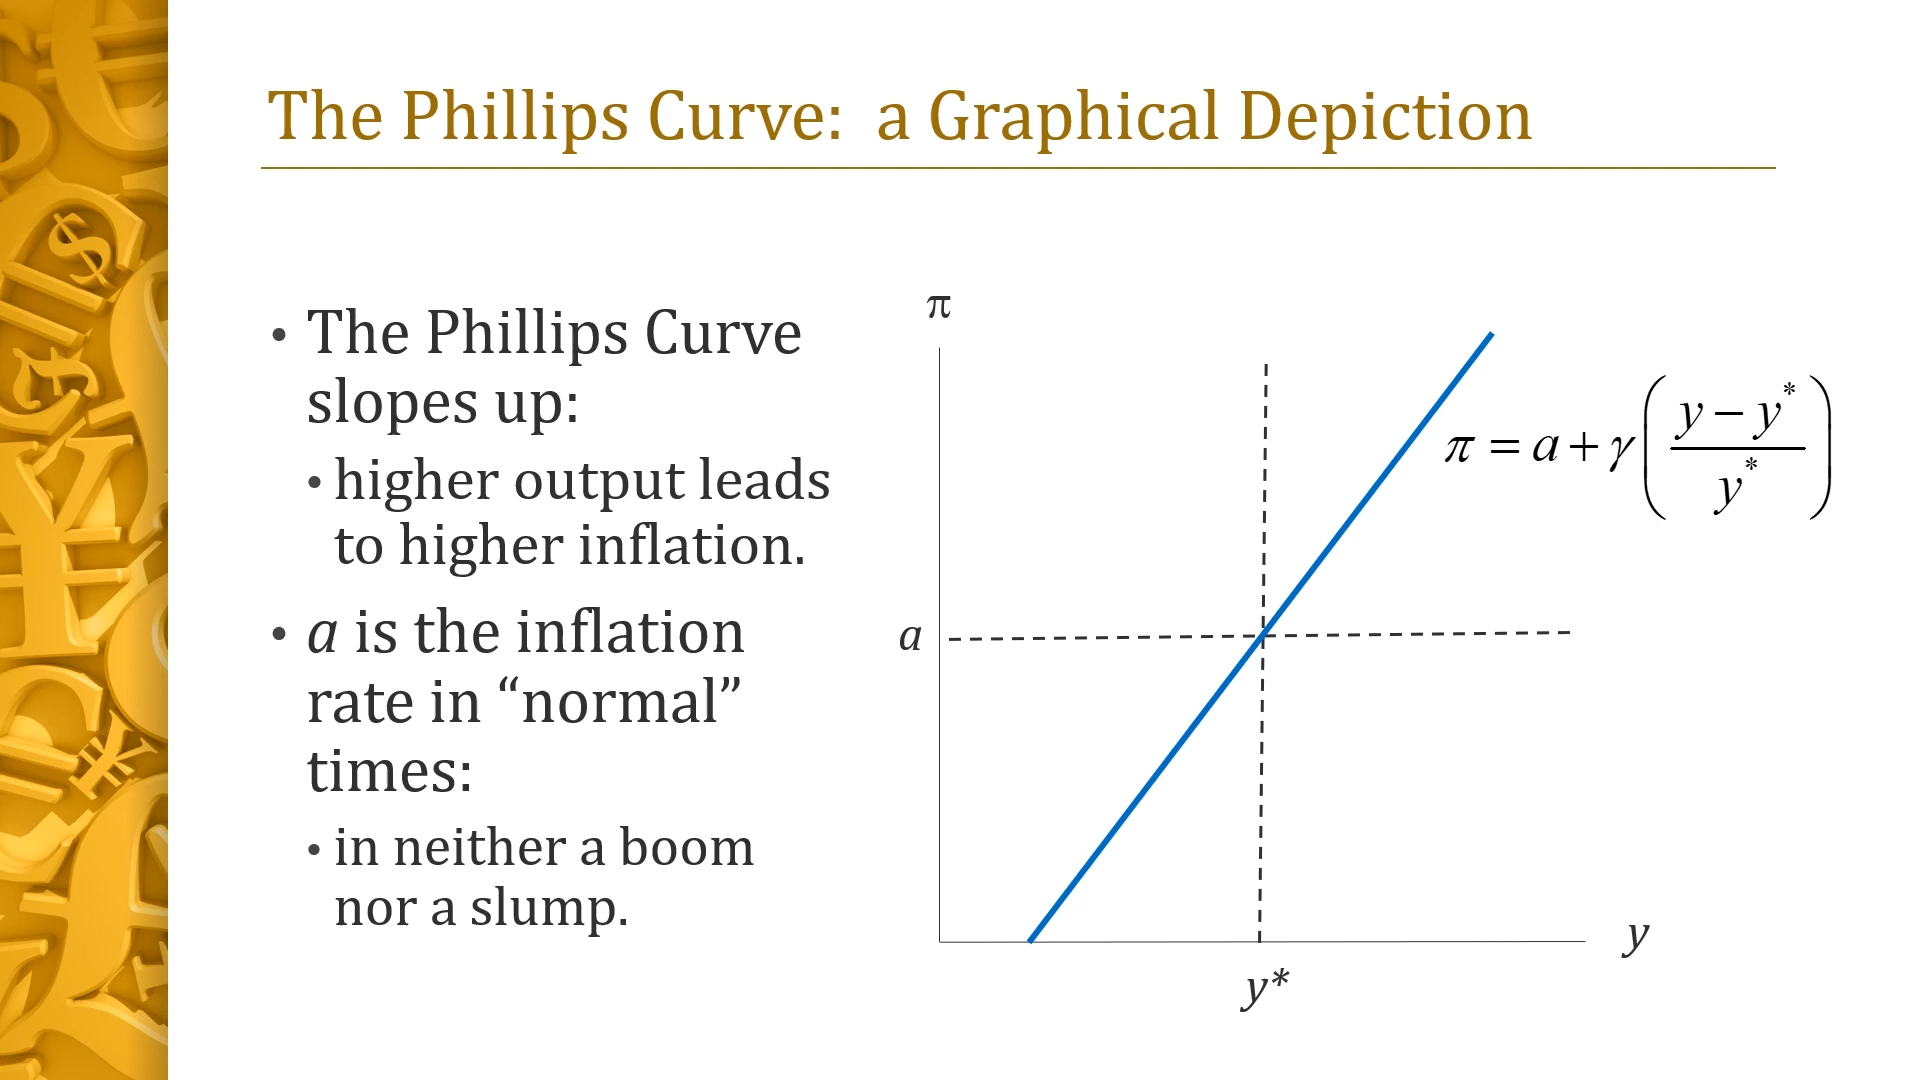 The Phillips Curve:  a Graphical Depiction
• The Phillips Curve
slopes up:
• higher output leads
to higher inflation.
• a is the inflation
rate in “normal”
times:
• in neither a boom
nor a slump.
π
π = a + γ ( (y − y*) / y* )
a
y
y*